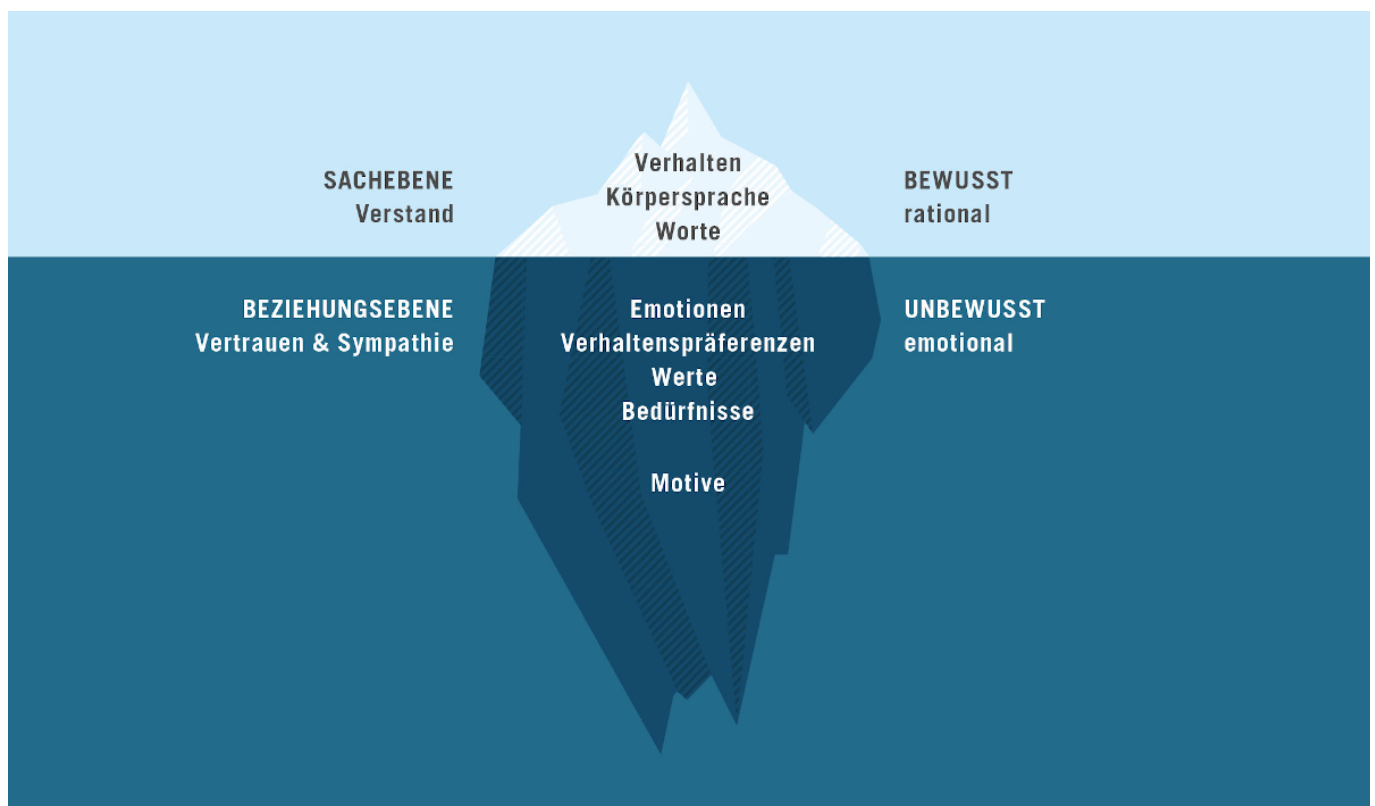 SACHEBENE
Verstand
Verhalten
Körpersprache
Worte
BEWUSST
rational
BEZIEHUNGSEBENE
Vertrauen & Sympathie
Emotionen
Verhaltenspräferenzen
Werte
Bedürfnisse
Motive
UNBEWUSST
emotional